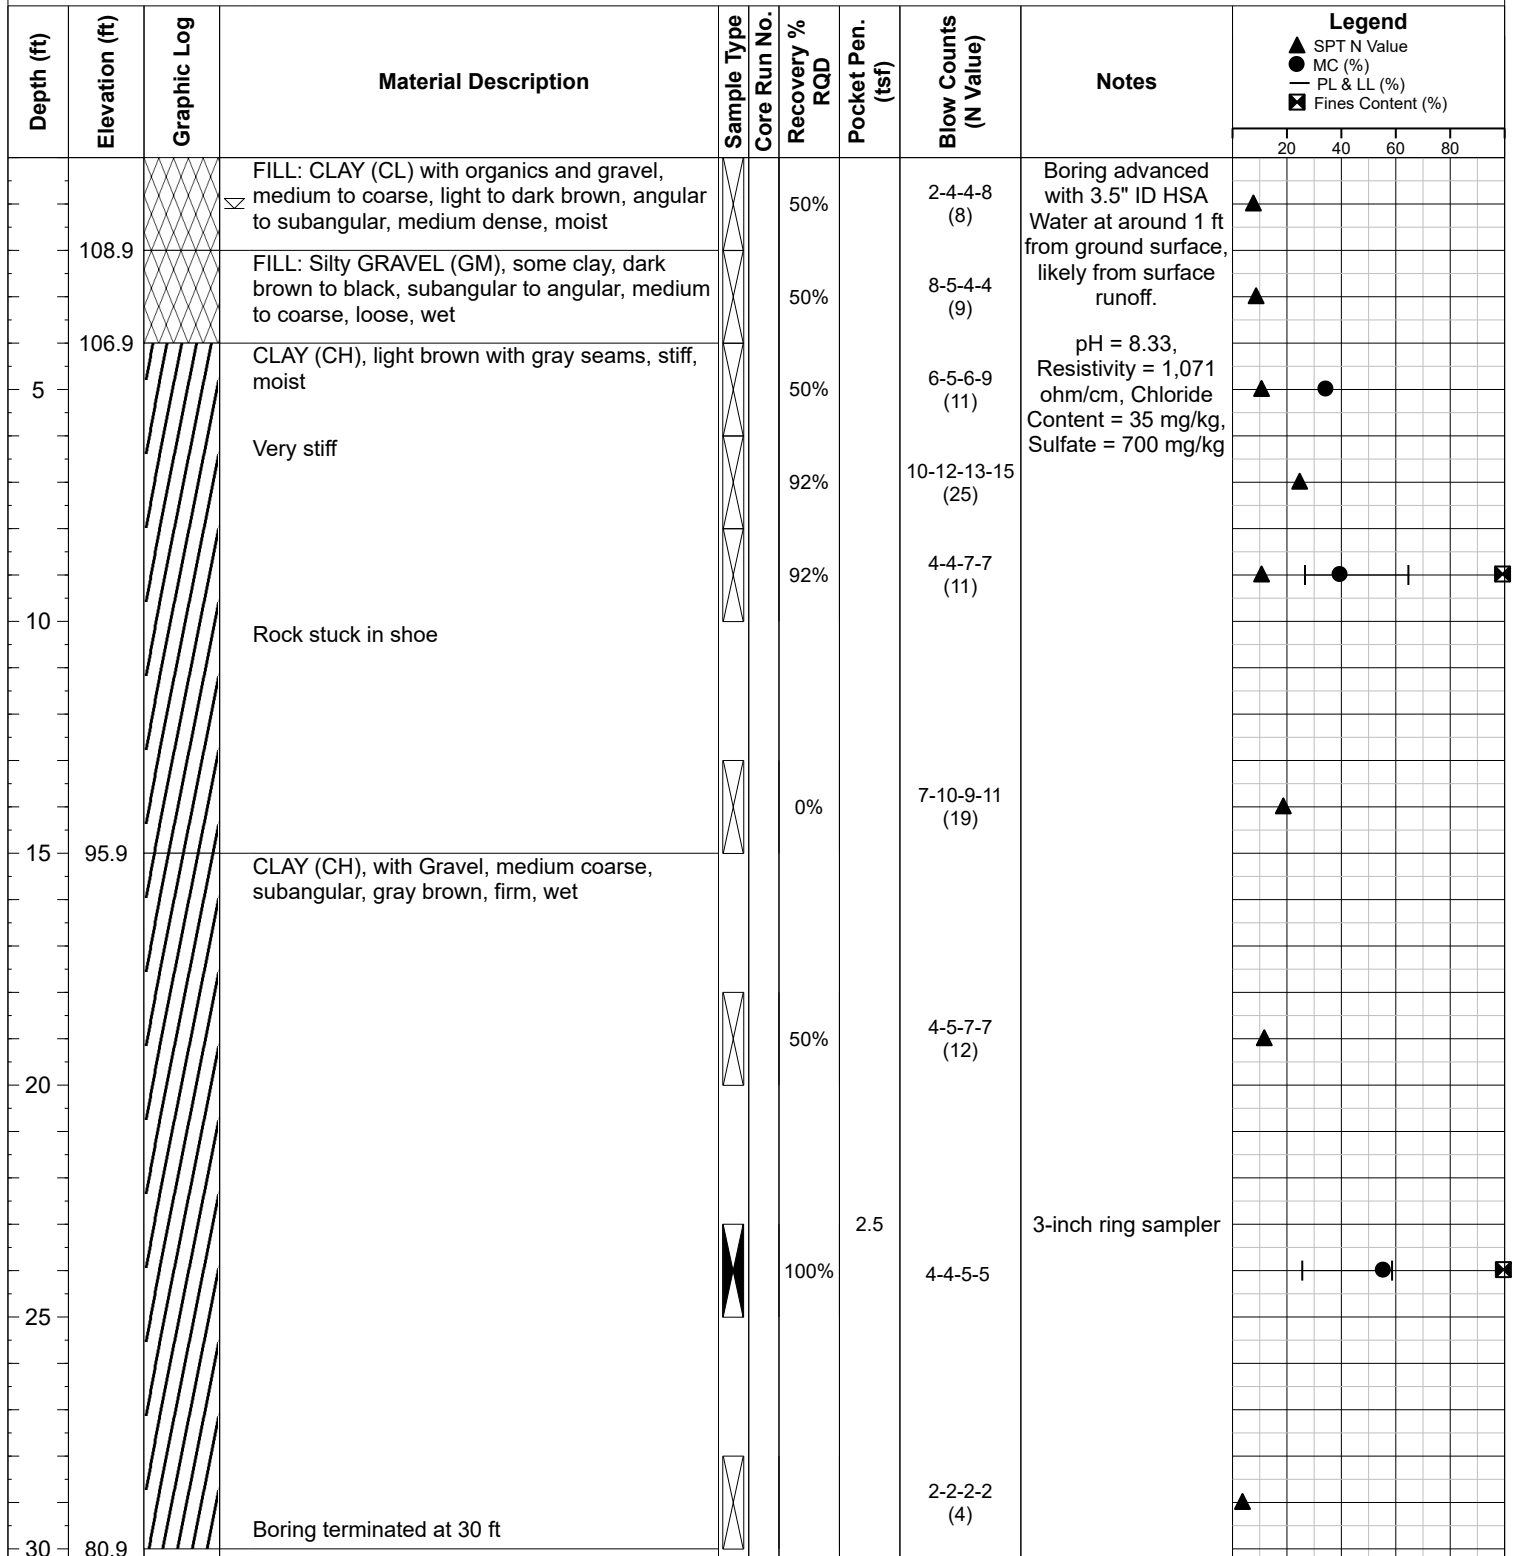 Depth (ft)
Elevation (ft)
Graphic Log
Material Description
Sample Type
Core Run No.
Recovery %
RQD
Pocket Pen.
(tsf)
Blow Counts
(N Value)
Notes
Legend
SPT N Value
MC (%)
PL & LL (%)
Fines Content (%)
20 40 60 80
FILL: CLAY (CL) with organics and gravel,
medium to coarse, light to dark brown, angular
to subangular, medium dense, moist
50%
2-4-4-8
(8)
Boring advanced
with 3.5" ID HSA
Water at around 1 ft
from ground surface,
likely from surface
runoff.
108.9
FILL: Silty GRAVEL (GM), some clay, dark
brown to black, subangular to angular, medium
to coarse, loose, wet
50%
8-5-4-4
(9)
106.9
CLAY (CH), light brown with gray seams, stiff,
moist
5
50%
6-5-6-9
(11)
pH = 8.33,
Resistivity = 1,071
ohm/cm, Chloride
Content = 35 mg/kg,
Sulfate = 700 mg/kg
Very stiff
92%
10-12-13-15
(25)
92%
4-4-7-7
(11)
10
Rock stuck in shoe
0%
7-10-9-11
(19)
15
95.9
CLAY (CH), with Gravel, medium coarse,
subangular, gray brown, firm, wet
50%
4-5-7-7
(12)
20
2.5
3-inch ring sampler
100%
4-4-5-5
25
2-2-2-2
(4)
Boring terminated at 30 ft
30
80.9